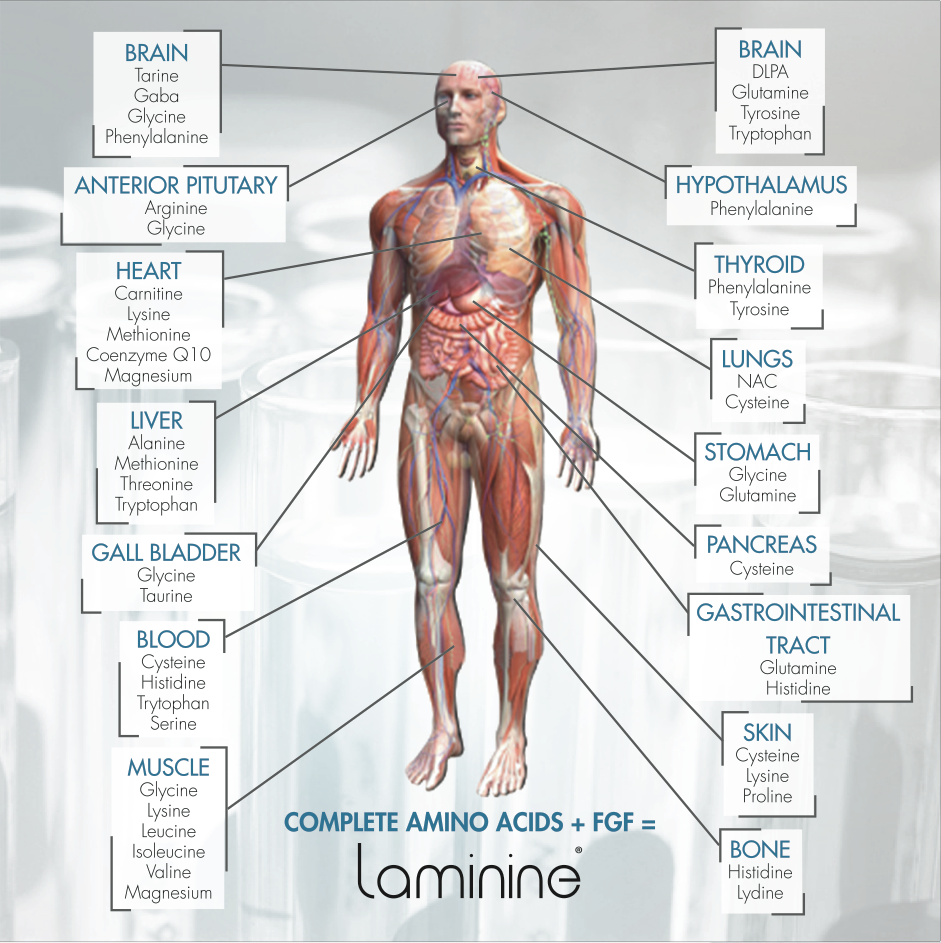 BRAIN
Tarine
Gaba
Glycine
Phenylalanine
ANTERIOR PITUTARY
Arginine
Glycine
HEART
Carnitine
Lysine
Methionine
Coenzyme Q10
Magnesium
LIVER
Alanine
Methionine
Threonine
Tryptophan
GALL BLADDER
Glycine
Taurine
BLOOD
Cysteine
Histidine
Trytophan
Serine
MUSCLE
Glycine
Lysine
Leucine
Isoleucine
Valine
Magnesium
BRAIN
DLPA
Glutamine
Tyrosine
Tryptophan
HYPOTHALAMUS
Phenylalanine
THYROID
Phenylalanine
Tyrosine
LUNGS
NAC
Cysteine
STOMACH
Glycine
Glutamine
PANCREAS
Cysteine
GASTROINTESTINAL
TRACT
Glutamine
Histidine
SKIN
Cysteine
Lysine
Proline
BONE
Histidine
Lydine
COMPLETE AMINO ACIDS + FGF =
Laminine®